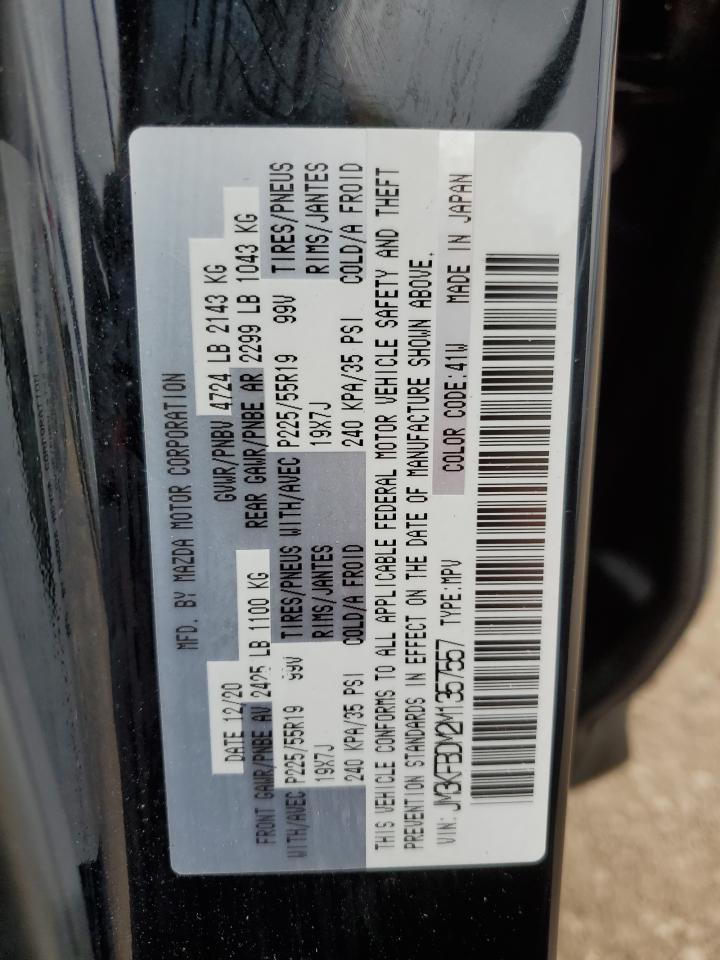 MFD. BY MAZDA MOTOR CORPORATION
DATE 12/20 GVWR/PNBV 4724 LB 2143 KG
FRONT GAWR/PNBE AV 2425 LB 1100 KG REAR GAWR/PNBE AR 2299 LB 1043 KG
WITH/AVEC P225/55R19 99V TIRES/PNEUS WITH/AVEC P225/55R19 99V TIRES/PNEUS
19X7J RIMS/JANTES 19X7J RIMS/JANTES
240 KPA/35 PSI COLD/A FROID 240 KPA/35 PSI COLD/A FROID
THIS VEHICLE CONFORMS TO ALL APPLICABLE FEDERAL MOTOR VEHICLE SAFETY AND THEFT
PREVENTION STANDARDS IN EFFECT ON THE DATE OF MANUFACTURE SHOWN ABOVE.
VIN: JM3KFBDM2M1357557 TYPE:MPV COLOR CODE:41W MADE IN JAPAN